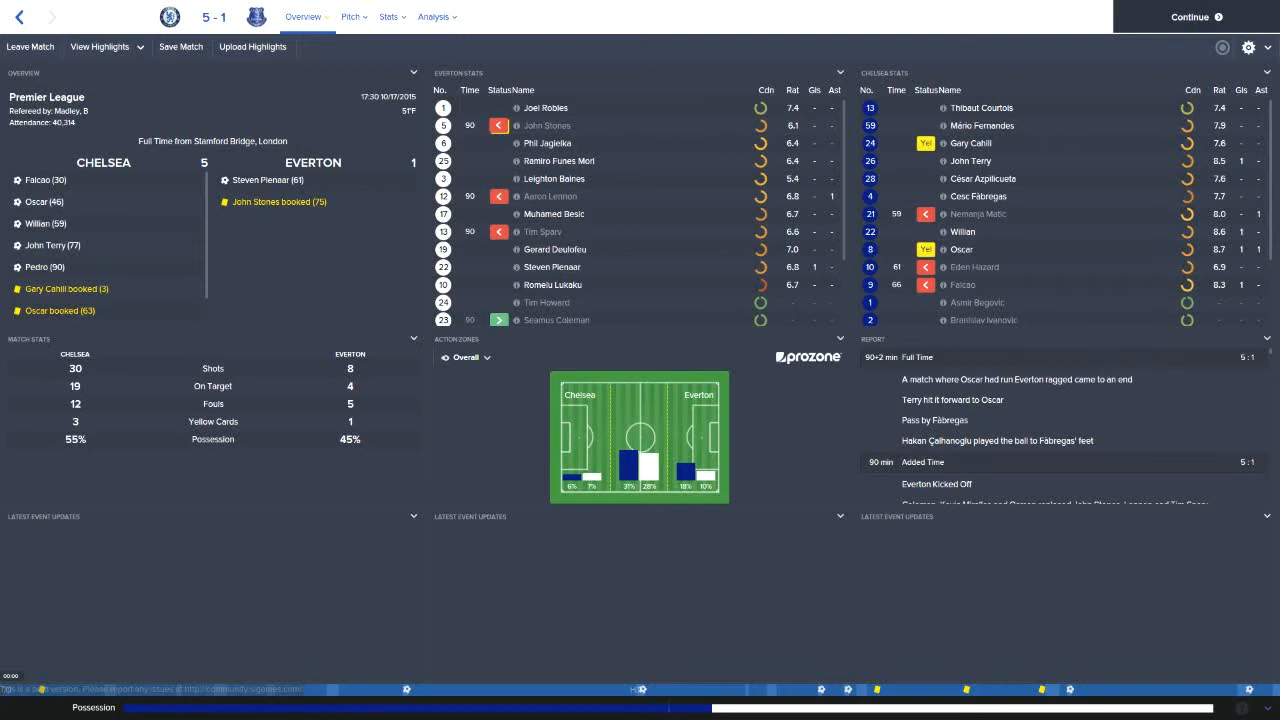 5 - 1
Overview Pitch Stats Analysis
Continue
Leave Match View Highlights Save Match Upload Highlights
OVERVIEW
Premier League 17:30 10/17/2015
Refereed by: Madley, B 51°F
Attendance: 40,314
Full Time from Stamford Bridge, London
CHELSEA 5 EVERTON 1
Falcao (30) Steven Pienaar (61)
Oscar (46) John Stones booked (75)
Willian (59)
John Terry (77)
Pedro (90)
Gary Cahill booked (3)
Oscar booked (63)
MATCH STATS
CHELSEA EVERTON
30 Shots 8
19 On Target 4
12 Fouls 5
3 Yellow Cards 1
55% Possession 45%
EVERTON STATS
No. Time Status Name Cdn Rat Gls Ast
1 Joel Robles 7.4 - -
5 90 John Stones 6.1 - -
6 Phil Jagielka 6.4 - -
25 Ramiro Funes Mori 6.4 - -
3 Leighton Baines 5.4 - -
12 90 Aaron Lennon 6.8 - 1
17 Muhamed Besic 6.7 - -
13 90 Tim Sparv 6.6 - -
19 Gerard Deulofeu 7.0 - -
22 Steven Pienaar 6.8 1 -
10 Romelu Lukaku 6.7 - -
24 Tim Howard - - -
23 90 Seamus Coleman - - -
ACTION ZONES
Overall prozone
Chelsea Everton
6% 7% 31% 28% 18% 10%
CHELSEA STATS
No. Time Status Name Cdn Rat Gls Ast
13 Thibaut Courtois 7.4 - -
59 Mário Fernandes 7.9 - -
24 Yel Gary Cahill 7.6 - -
26 John Terry 8.5 1 -
28 César Azpilicueta 7.6 - -
4 Cesc Fàbregas 7.7 - -
21 59 Nemanja Matic 8.0 - 1
22 Willian 8.6 1 -
8 Yel Oscar 8.7 1 1
10 61 Eden Hazard 6.9 - -
9 66 Falcao 8.3 1 -
1 Asmir Begovic - - -
2 Branislav Ivanovic - - -
REPORT
90+2 min Full Time 5 : 1
A match where Oscar had run Everton ragged came to an end
Terry hit it forward to Oscar
Pass by Fàbregas
Hakan Çalhanoglu played the ball to Fàbregas' feet
90 min Added Time 5 : 1
Everton Kicked Off
LATEST EVENT UPDATES
LATEST EVENT UPDATES
LATEST EVENT UPDATES
00:00
This is a beta version. Please report any issues at http://community.sigames.com/
Possession